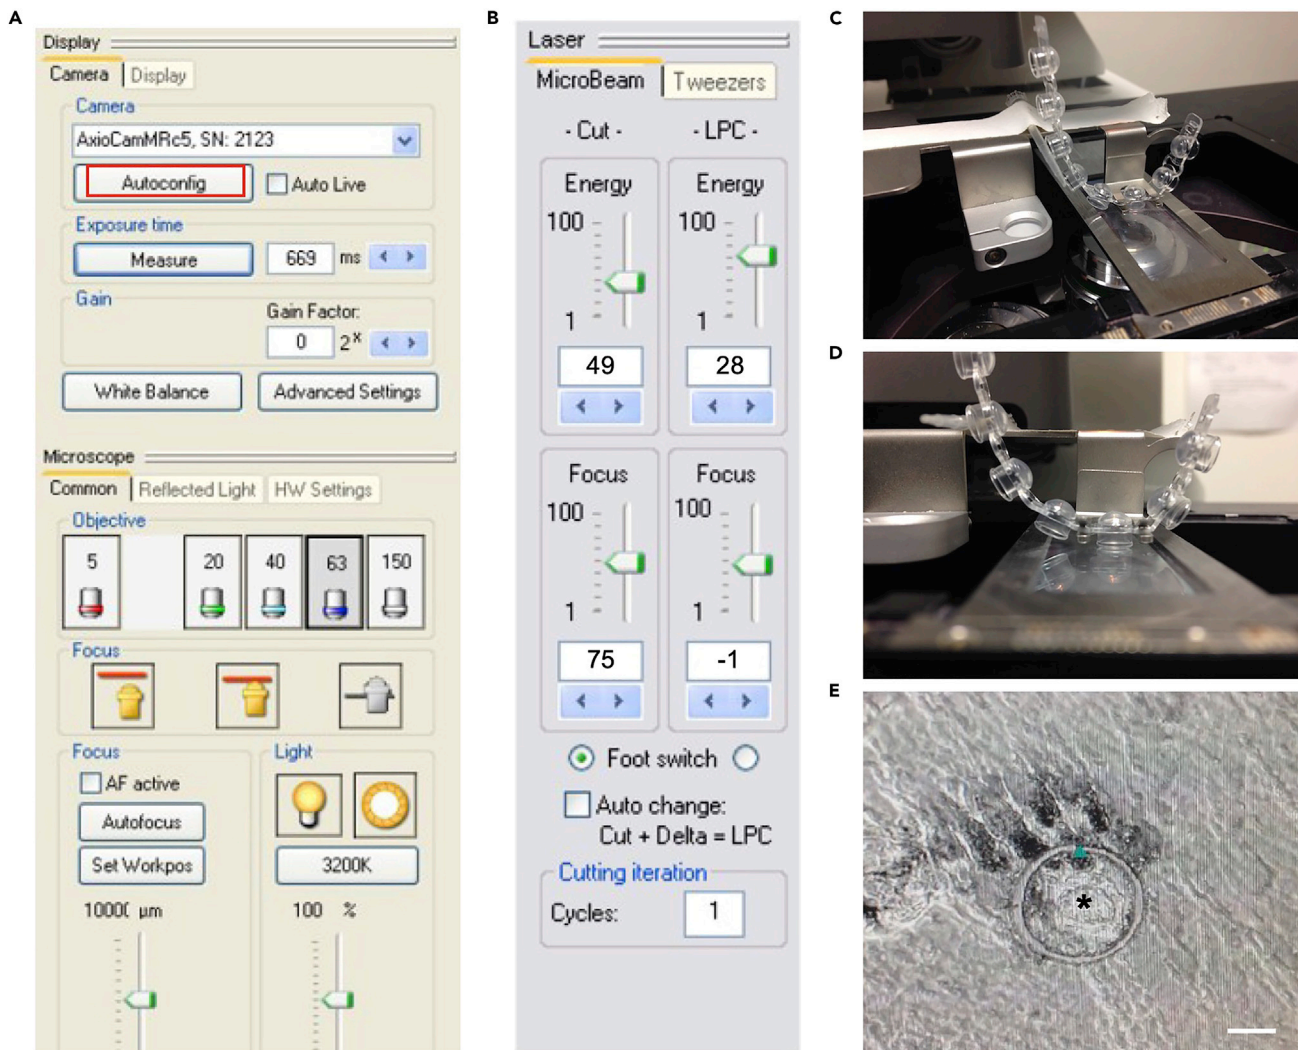 A
Display
Camera Display
Camera
AxioCamMRc5, SN: 2123
Autoconfig Auto Live
Exposure time
Measure 669 ms
Gain
Gain Factor:
0 2ˣ
White Balance Advanced Settings
Microscope
Common Reflected Light HW Settings
Objective
5 20 40 63 150
Focus
Focus Light
AF active
Autofocus
Set Workpos 3200K
1000( µm 100 %
B
Laser
MicroBeam Tweezers
- Cut - - LPC -
Energy Energy
100 100
1 1
49 28
Focus Focus
100 100
1 1
75 -1
Foot switch
Auto change:
Cut + Delta = LPC
Cutting iteration
Cycles: 1
C
D
E
*